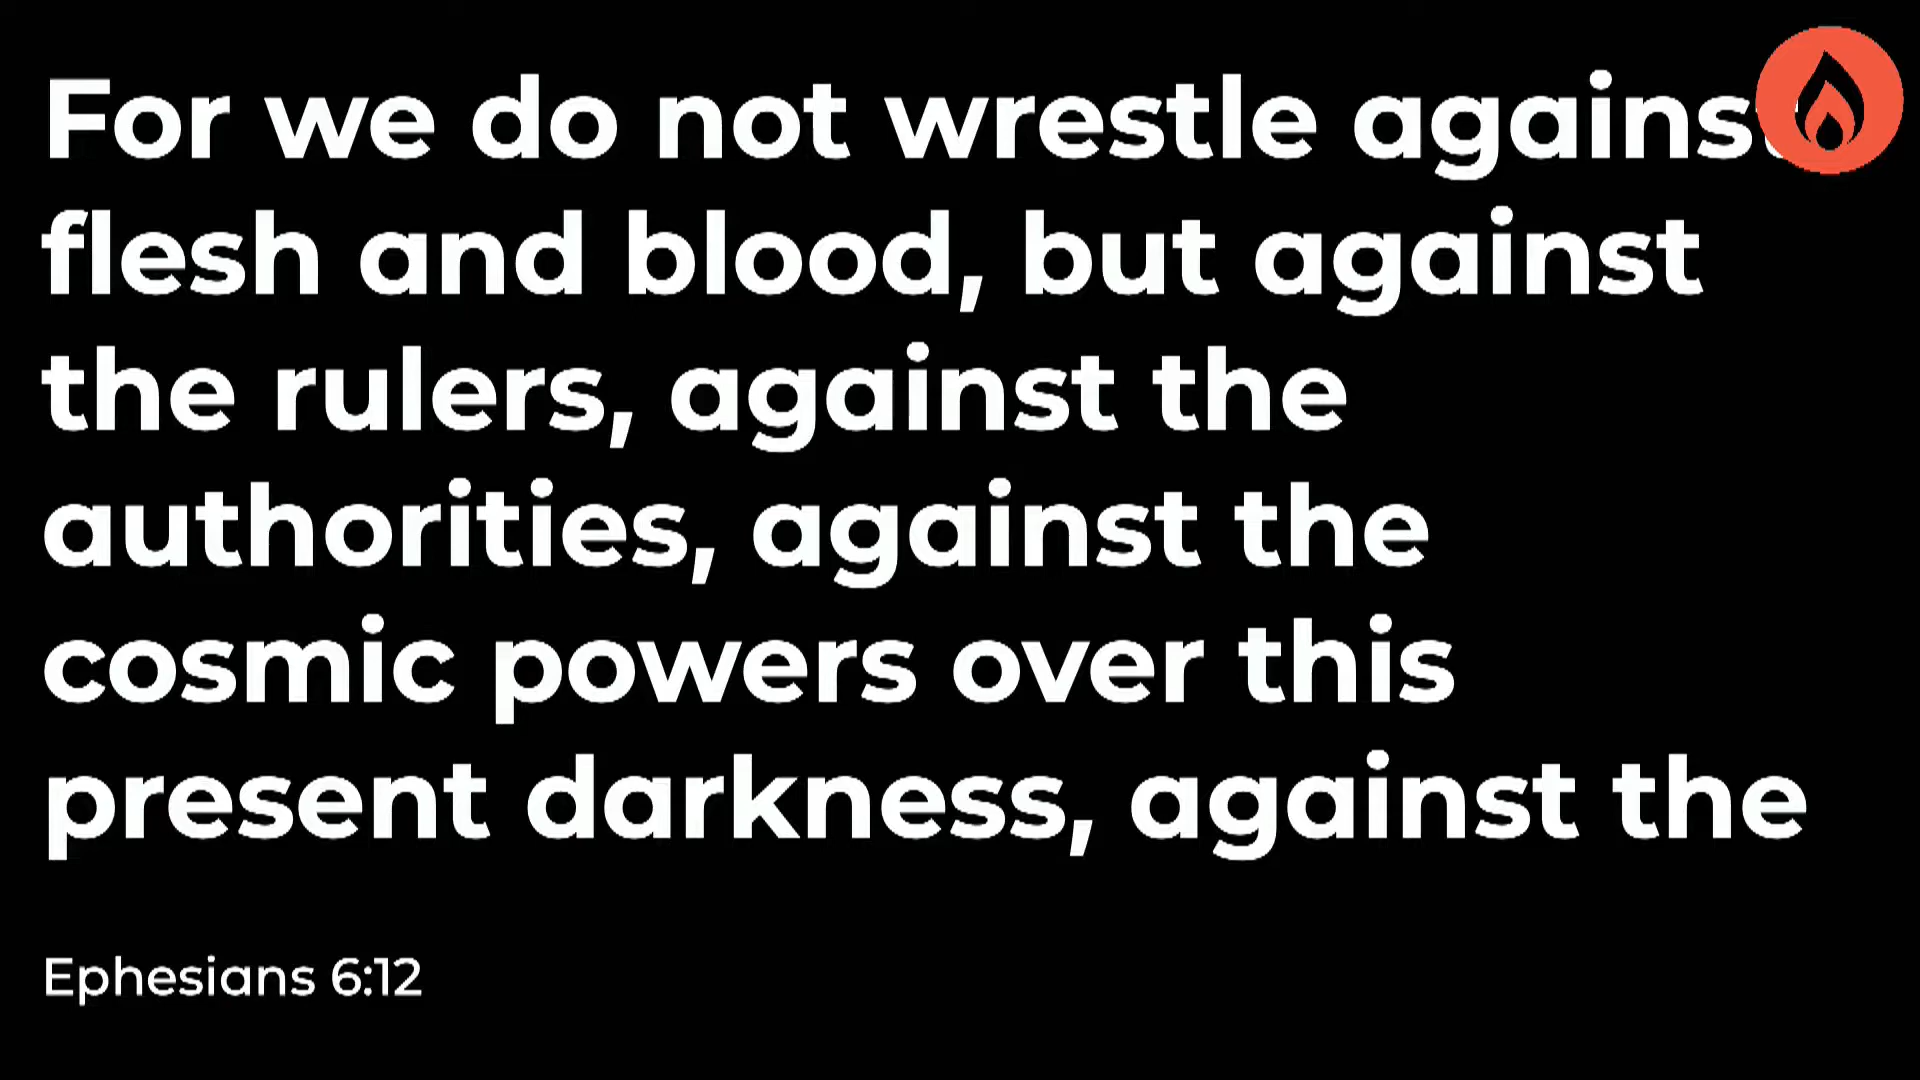 For we do not wrestle against
flesh and blood, but against
the rulers, against the
authorities, against the
cosmic powers over this
present darkness, against the
Ephesians 6:12